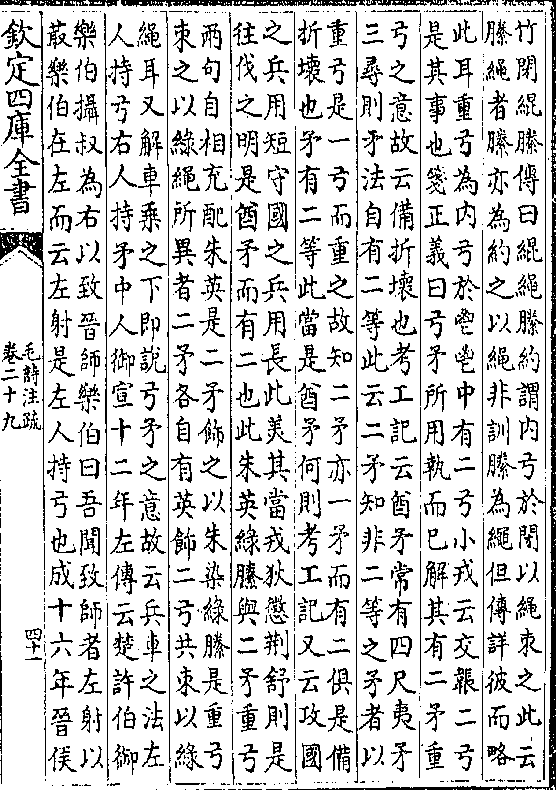 竹閉緄縢傳曰緄繩縢約謂内弓於閉以繩束之此云
縢繩者縢亦為約之以繩非訓縢為繩但傳詳彼而略
此耳重弓為内弓於鬯鬯中有二弓小戎云交韔二弓
是其事也箋正義曰弓矛所用執而已解其有二矛重
弓之意故云備折壞也考工記云酋矛常有四尺夷矛
三尋則矛法自有二等此云二矛知非二等之矛者以
重弓是一弓而重之故知二矛亦一矛而有二俱是備
折壞也矛有二等此當是酋矛何則考工記又云攻國
之兵用短守國之兵用長此美其當戎狄懲荆舒則是
往伐之明是酋矛而有二也此朱英綠縢與二矛重弓
兩句自相充配朱英是二矛飾之以朱染綠縢是重弓
束之以綠繩所異者二矛各自有英飾二弓共束以綠
繩耳又解車乘之下即說弓矛之意故云兵車之法左
人持弓右人持矛中人御宣十二年左傳云楚許伯御
樂伯攝叔為右以致晉師樂伯曰吾聞致師者左射以
菆樂伯在左而云左射是左人持弓也成十六年晉侯
欽定四庫全書
毛詩注疏
卷二十九
四十一